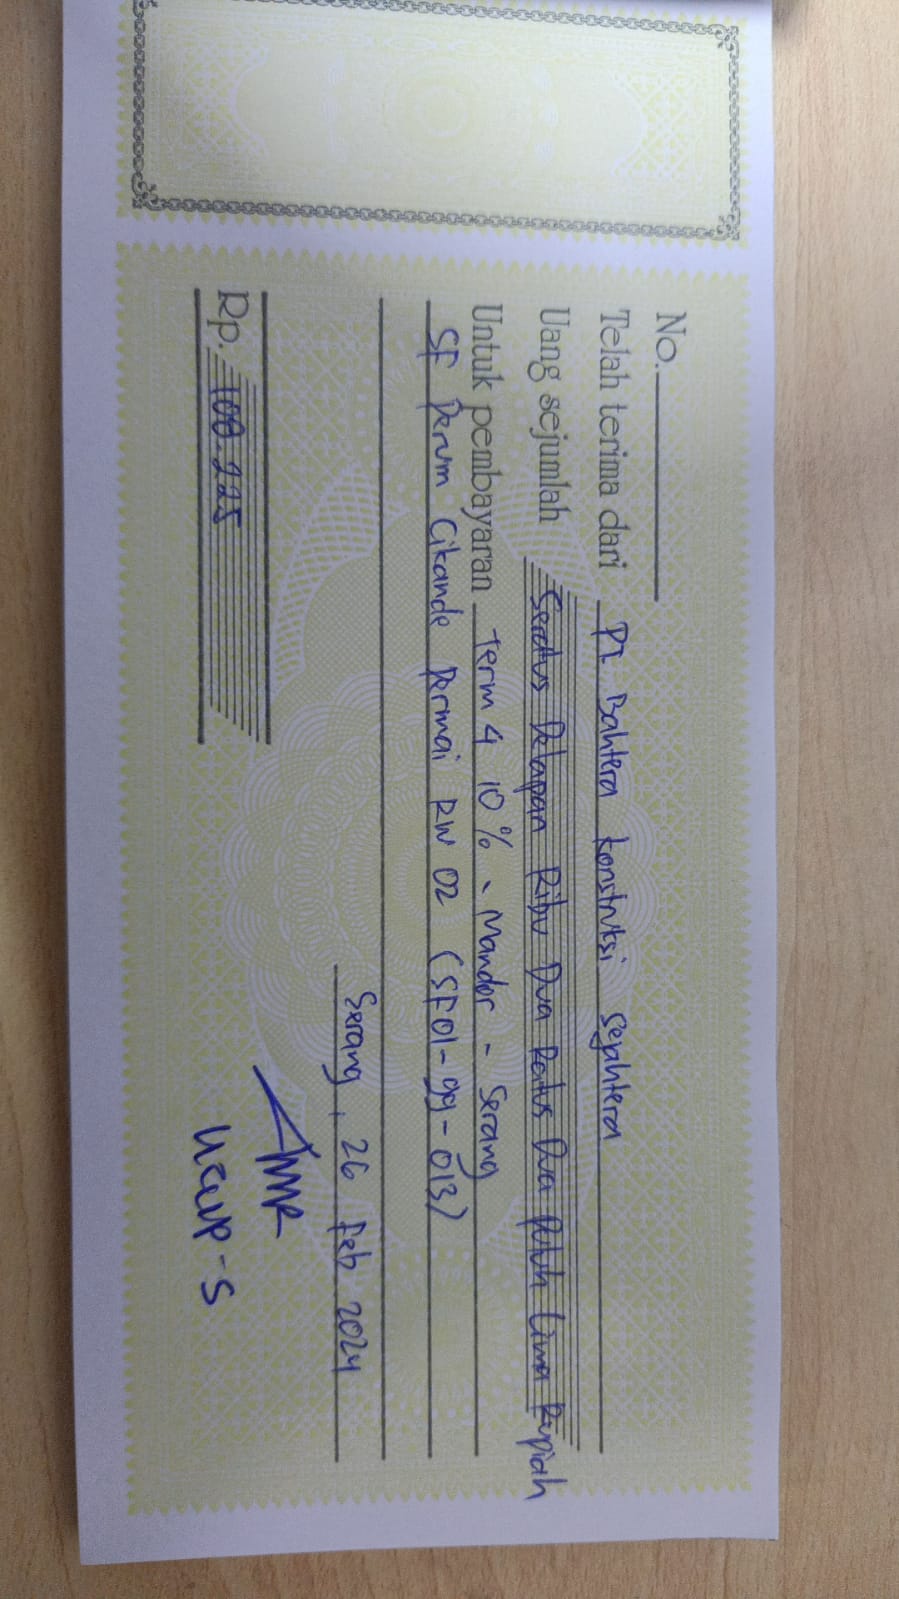 No.
Telah terima dari PT Bahtera Konstruksi Sejahtera
Uang sejumlah Seratus Delapan Ribu Dua Ratus Dua Puluh Lima Rupiah
Untuk pembayaran Term 4 10% - Mandor - Serang
SF Perum Cikande Permai RW 02 (SF01-99-013)
Serang, 26 Feb 2024
Rp. 108.225
Ucup-S